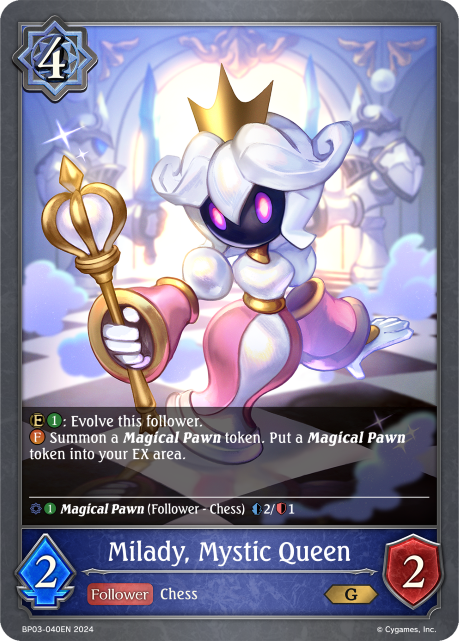 4
E 1: Evolve this follower.
F Summon a Magical Pawn token. Put a Magical Pawn
token into your EX area.
1 Magical Pawn (Follower - Chess) 2/1
Milady, Mystic Queen
2
Follower Chess
G
2
BP03-040EN 2024
© Cygames, Inc.